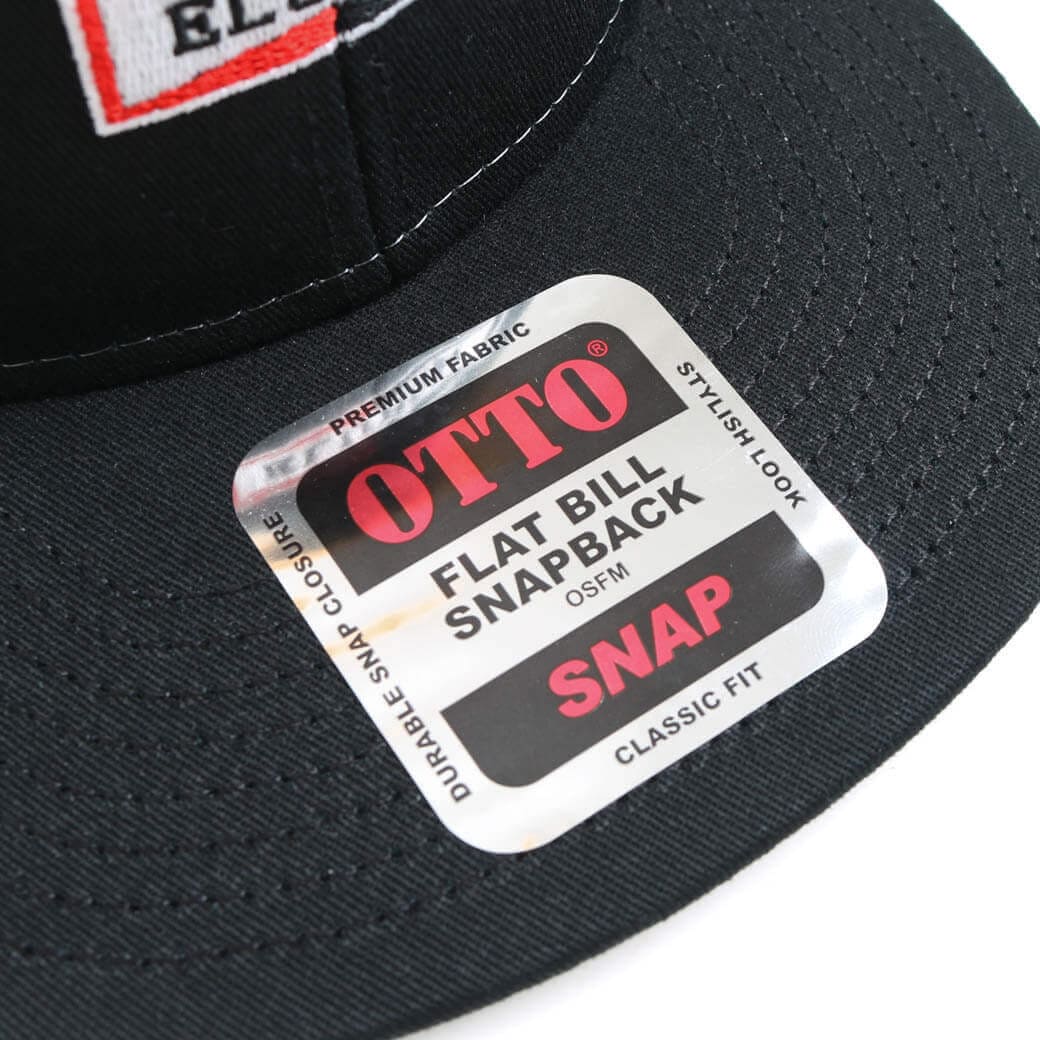 PREMIUM FABRIC
OTTO®
STYLISH LOOK
FLAT BILL
SNAPBACK
OSFM
SNAP
DURABLE SNAP CLOSURE
CLASSIC FIT